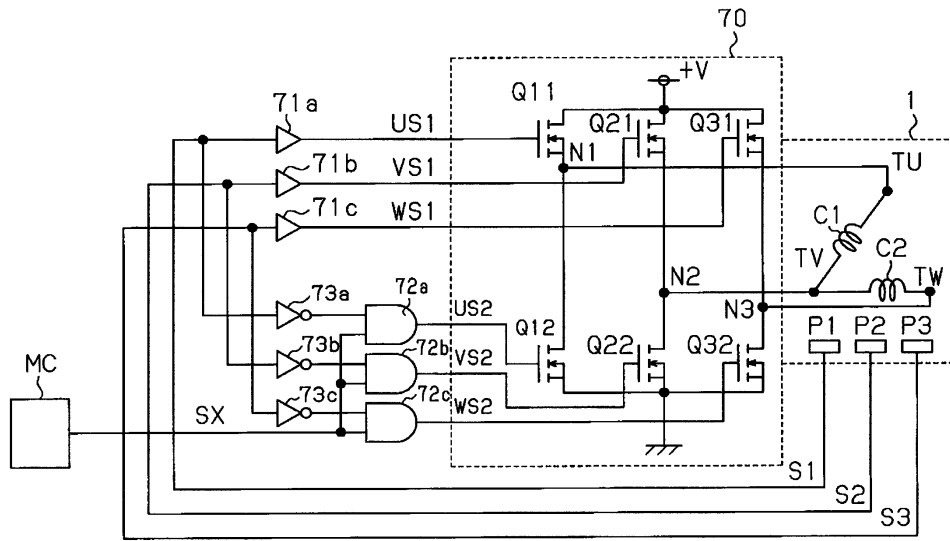 70
+V
Q11
Q21
Q31
1
71a
US1
N1
TU
71b
VS1
71c
WS1
C1
TV
C2
TW
N2
N3
73a
72a
US2
Q12
Q22
Q32
P1
P2
P3
73b
72b
VS2
MC
73c
72c
WS2
SX
S1
S2
S3